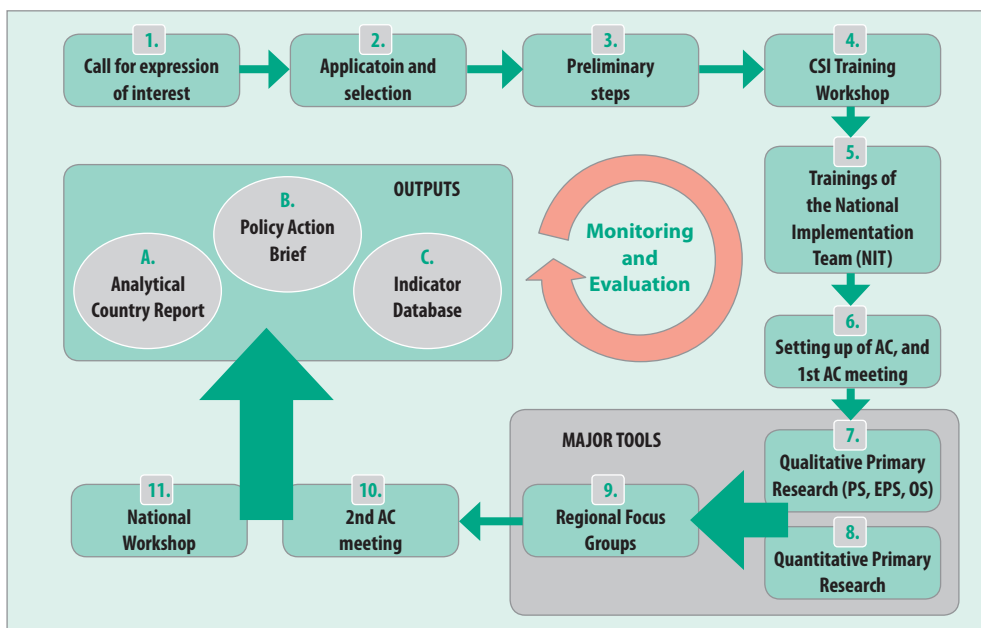 1.
Call for expression
of interest
2.
Applicatoin and
selection
3.
Preliminary
steps
4.
CSI Training
Workshop
5.
Trainings of
the National
Implementation
Team (NIT)
6.
Setting up of AC, and
1st AC meeting
MAJOR TOOLS
7.
Qualitative Primary
Research (PS, EPS, OS)
8.
Quantitative Primary
Research
9.
Regional Focus
Groups
10.
2nd AC
meeting
11.
National
Workshop
OUTPUTS
A.
Analytical
Country Report
B.
Policy Action
Brief
C.
Indicator
Database
Monitoring
and
Evaluation